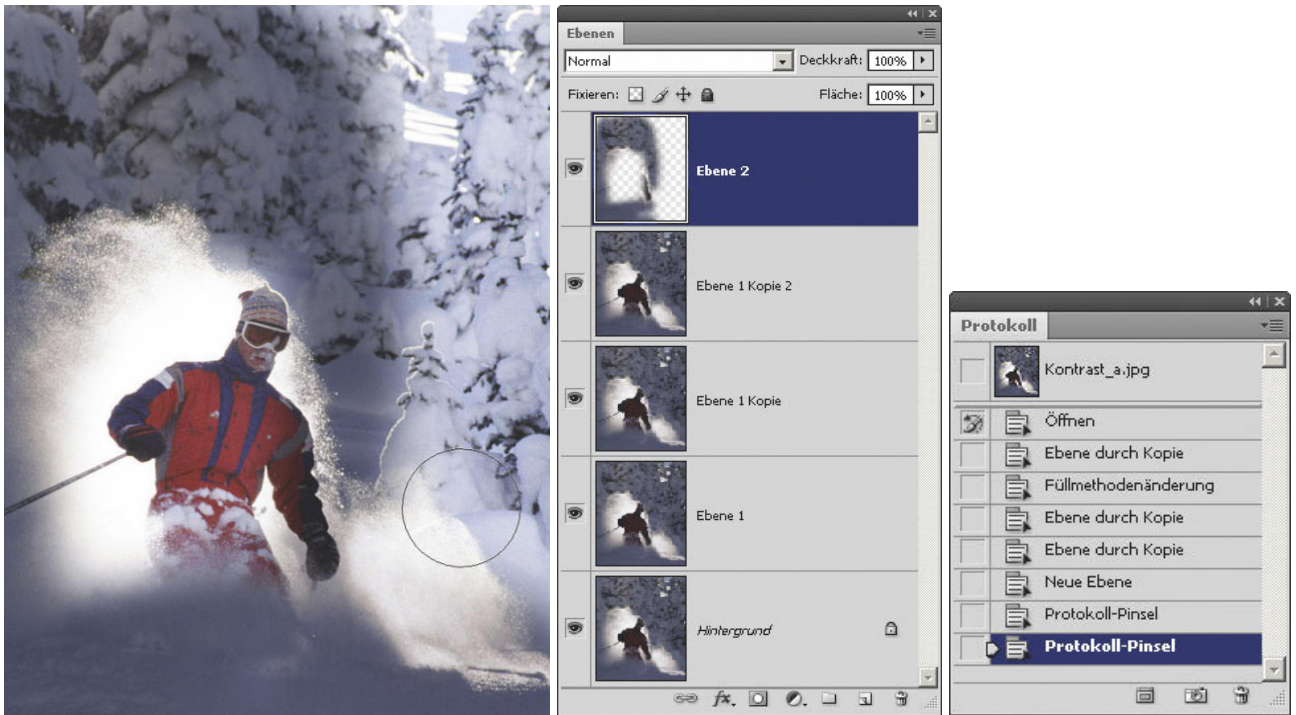 Ebenen
Normal
Deckkraft: 100%
Fixieren:
Fläche: 100%
Ebene 2
Ebene 1 Kopie 2
Ebene 1 Kopie
Ebene 1
Hintergrund
fx.
Protokoll
Kontrast_a.jpg
Öffnen
Ebene durch Kopie
Füllmethodenänderung
Ebene durch Kopie
Ebene durch Kopie
Neue Ebene
Protokoll-Pinsel
Protokoll-Pinsel